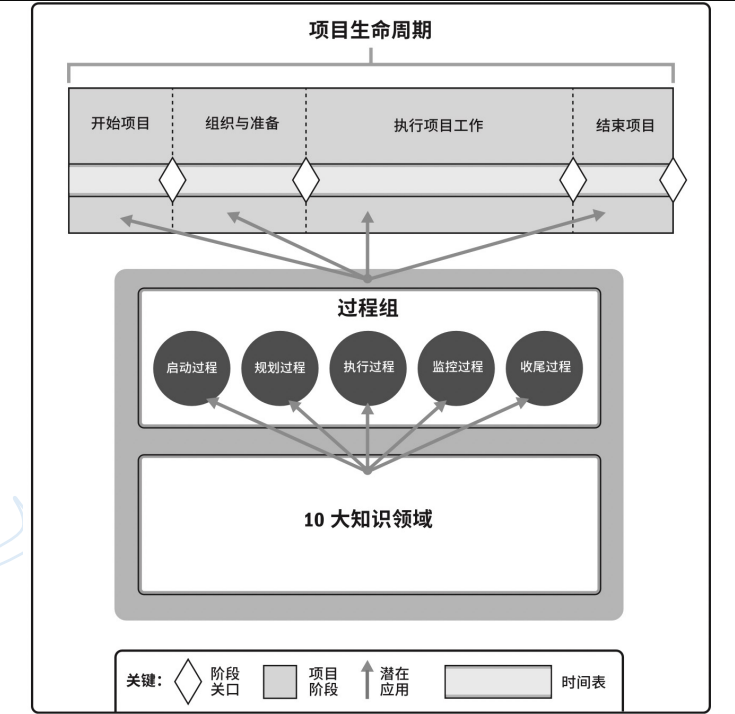 项目生命周期
开始项目
组织与准备
执行项目工作
结束项目
过程组
启动过程
规划过程
执行过程
监控过程
收尾过程
10 大知识领域
关键：
阶段
关口
项目
阶段
潜在
应用
时间表